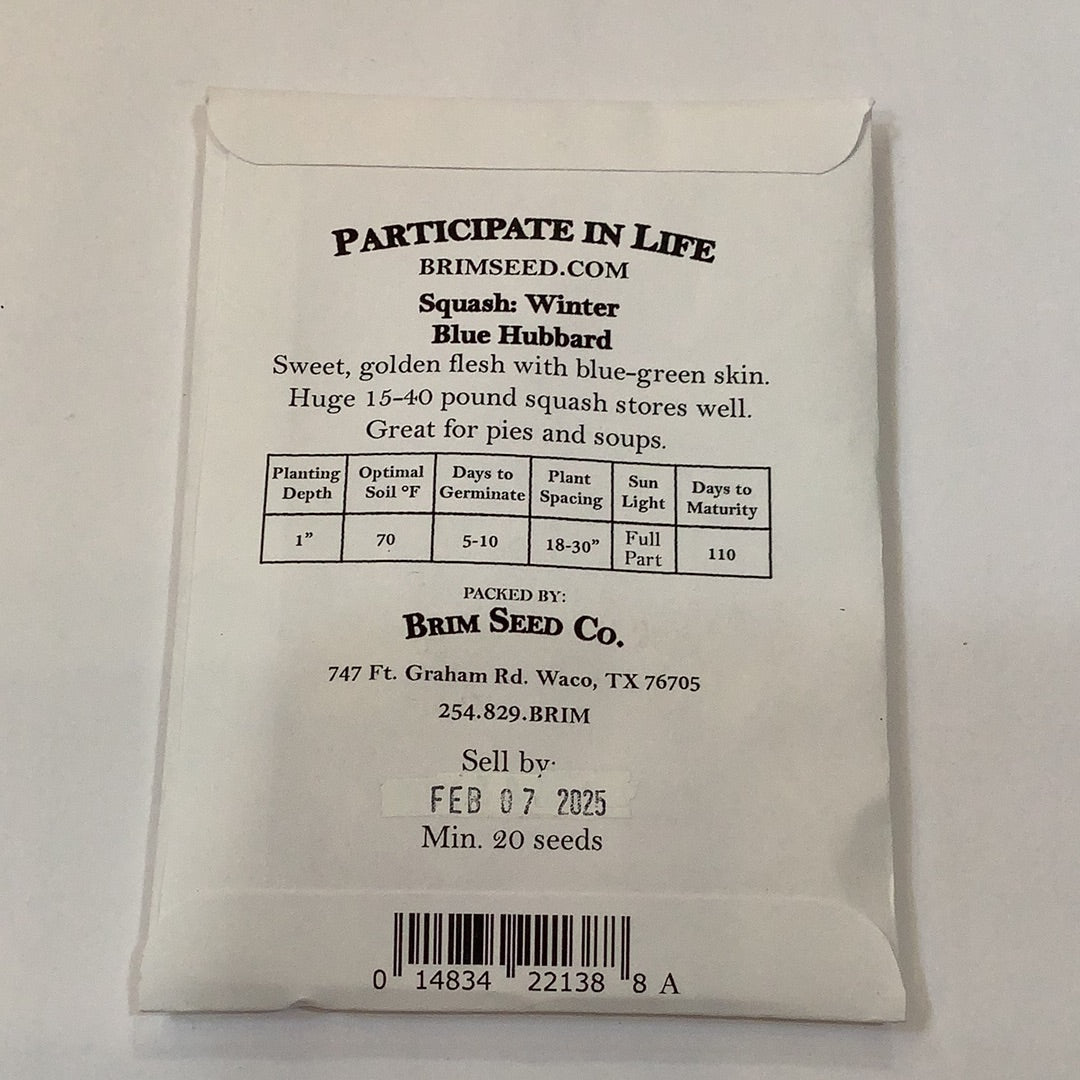 PARTICIPATE IN LIFE
BRIMSEED.COM
Squash: Winter
Blue Hubbard
Sweet, golden flesh with blue-green skin.
Huge 15-40 pound squash stores well.
Great for pies and soups.
Planting Depth Optimal Soil °F Days to Germinate Plant Spacing Sun Light Days to Maturity
1” 70 5-10 18-30” Full Part 110
PACKED BY:
BRIM SEED CO.
747 Ft. Graham Rd. Waco, TX 76705
254.829.BRIM
Sell by:
FEB 07 2025
Min. 20 seeds
0 14834 22138 8 A